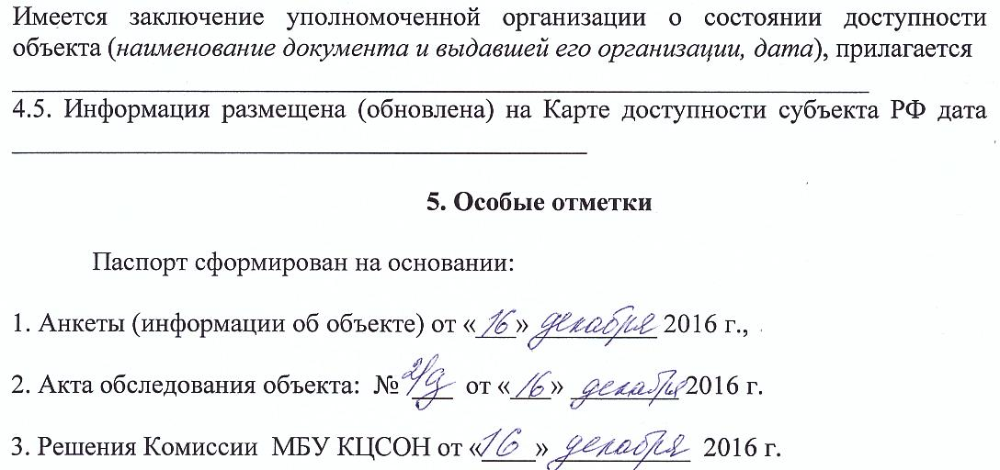 Имеется заключение уполномоченной организации о состоянии доступности
объекта (наименование документа и выдавшей его организации, дата), прилагается
4.5. Информация размещена (обновлена) на Карте доступности субъекта РФ дата
5. Особые отметки
Паспорт сформирован на основании:
1. Анкеты (информации об объекте) от «16» декабря 2016 г.,
2. Акта обследования объекта: № от «16» декабря 2016 г.
3. Решения Комиссии МБУ КЦСОН от «16» декабря 2016 г.